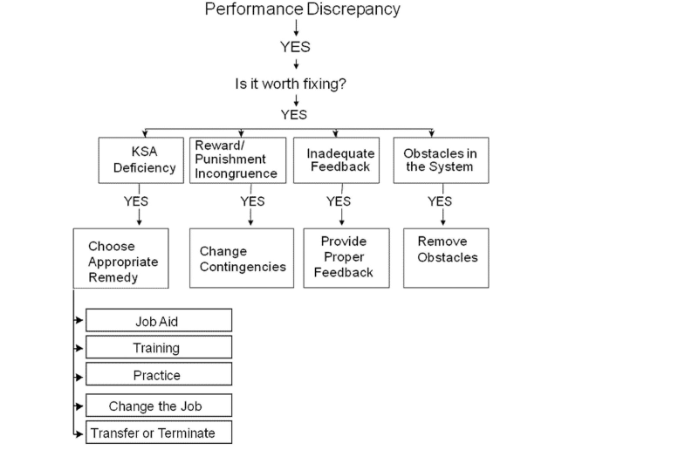 Performance Discrepancy
YES
Is it worth fixing?
YES
KSA
Deficiency
Reward/
Punishment
Incongruence
Inadequate
Feedback
Obstacles in
the System
YES
YES
YES
YES
Choose
Appropriate
Remedy
Change
Contingencies
Provide
Proper
Feedback
Remove
Obstacles
Job Aid
Training
Practice
Change the Job
Transfer or Terminate